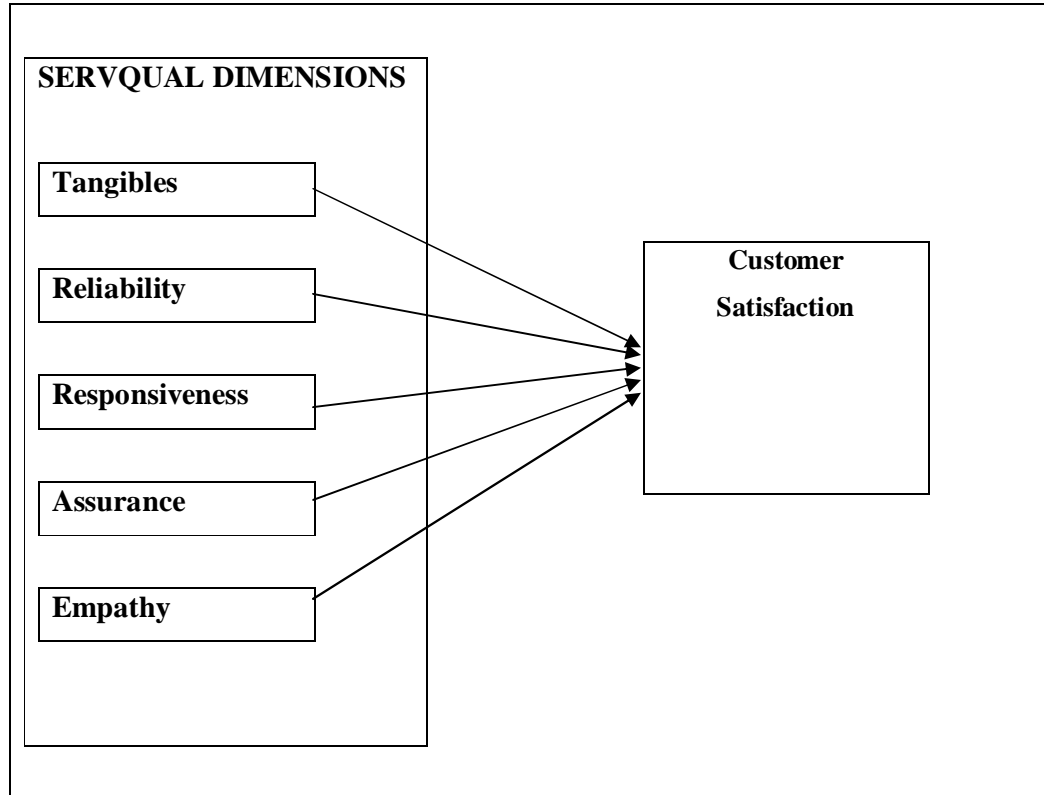 SERVQUAL DIMENSIONS
Tangibles
Reliability
Responsiveness
Assurance
Empathy
Customer
Satisfaction